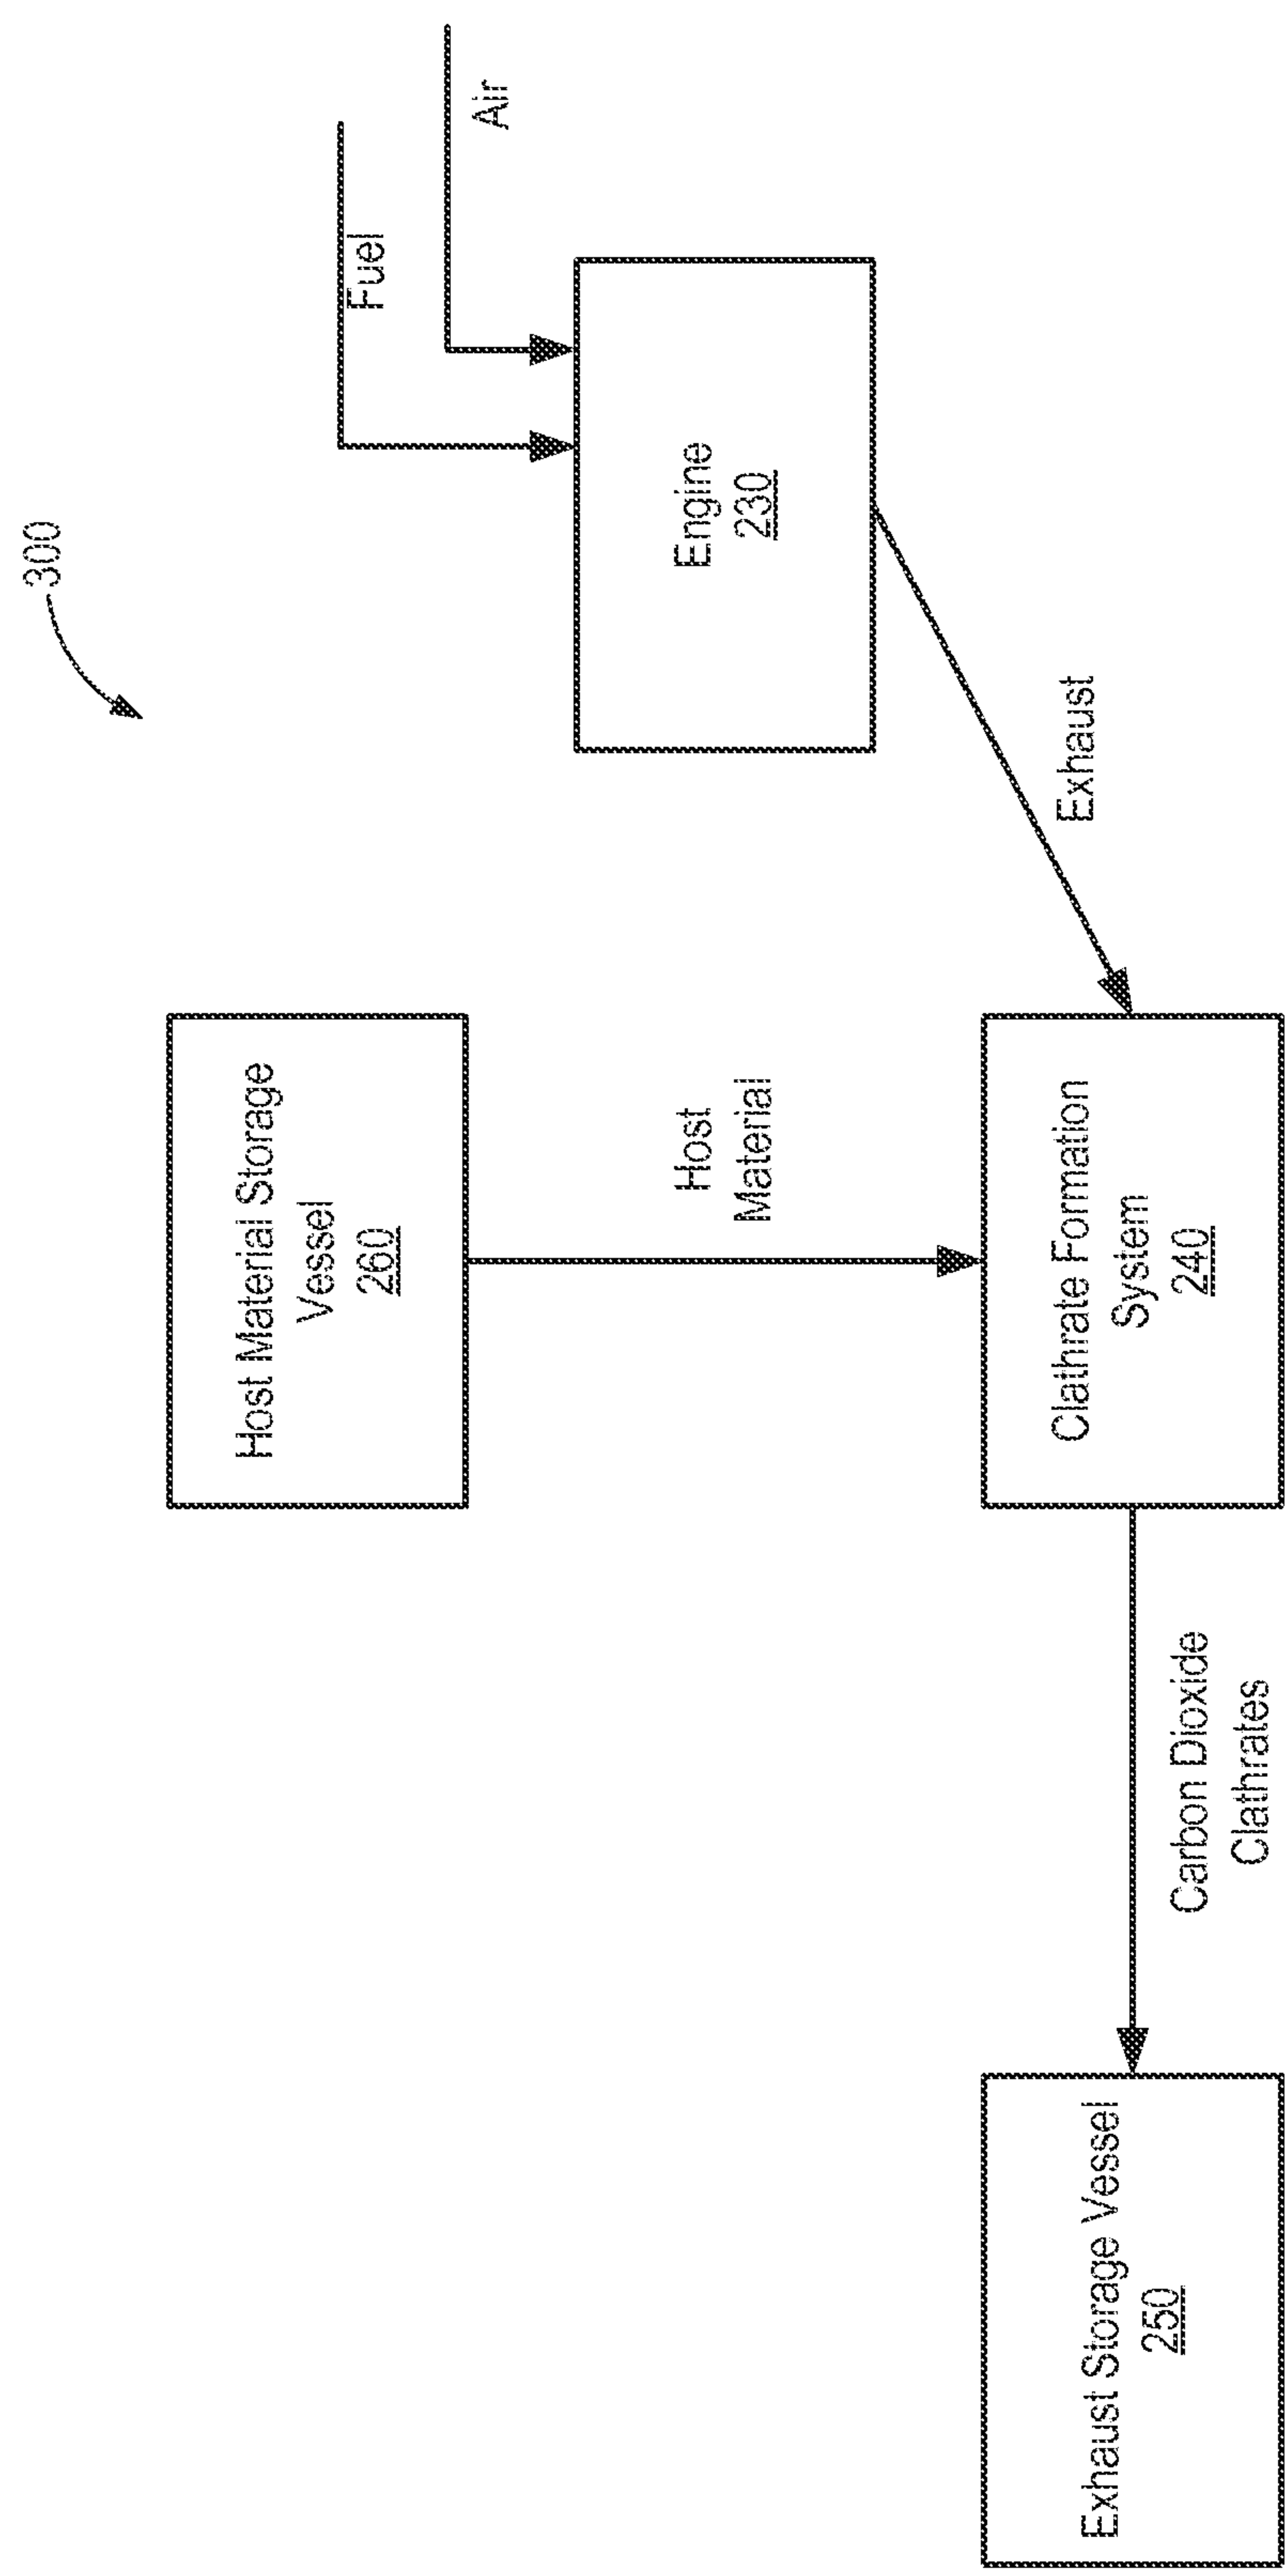 300
Fuel
Air
Engine
230
Exhaust
Host Material Storage
Vessel
260
Host
Material
Clathrate Formation
System
240
Carbon Dioxide
Clathrates
Exhaust Storage Vessel
250